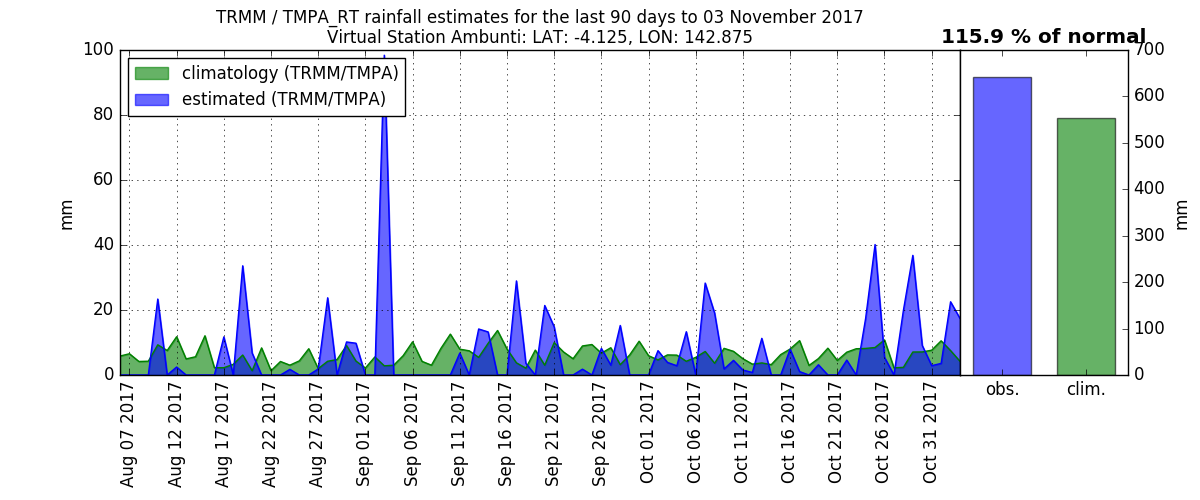 TRMM / TMPA_RT rainfall estimates for the last 90 days to 03 November 2017
Virtual Station Ambunti: LAT: -4.125, LON: 142.875
115.9 % of normal
climatology (TRMM/TMPA)
estimated (TRMM/TMPA)
mm
100
80
60
40
20
0
Aug 07 2017
Aug 12 2017
Aug 17 2017
Aug 22 2017
Aug 27 2017
Sep 01 2017
Sep 06 2017
Sep 11 2017
Sep 16 2017
Sep 21 2017
Sep 26 2017
Oct 01 2017
Oct 06 2017
Oct 11 2017
Oct 16 2017
Oct 21 2017
Oct 26 2017
Oct 31 2017
obs.
clim.
700
600
500
400
300
200
100
0
mm